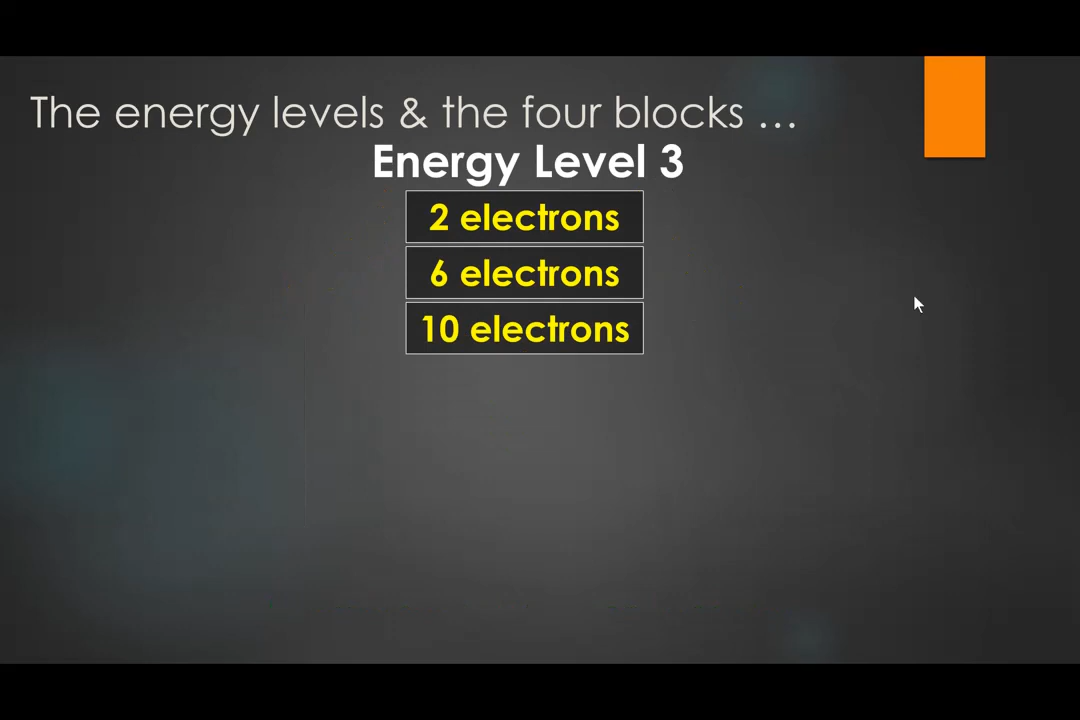 The energy levels & the four blocks …
Energy Level 3
2 electrons
6 electrons
10 electrons